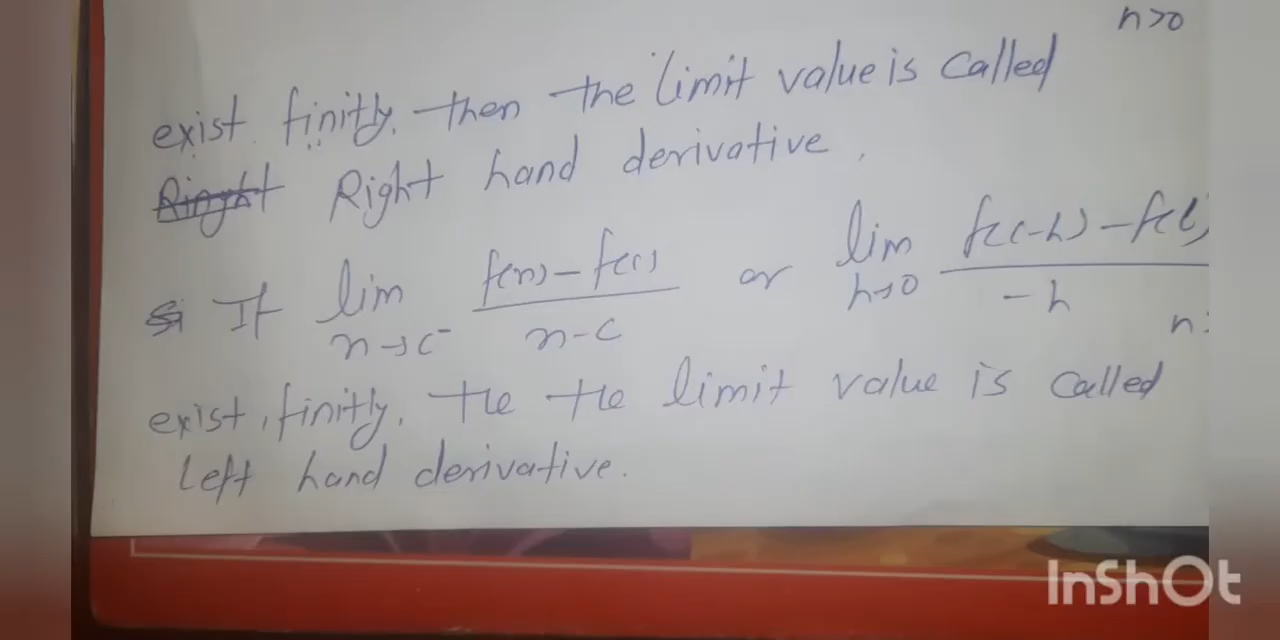 n>0
exist finitly. then the limit value is called
Right Right hand derivative.
If lim f(n)-f(c) or lim f(c-h)-f(c)
n→c⁻ n-c h→0 -h
n
exist, finitly. the the limit value is called
Left hand derivative.
InShOt